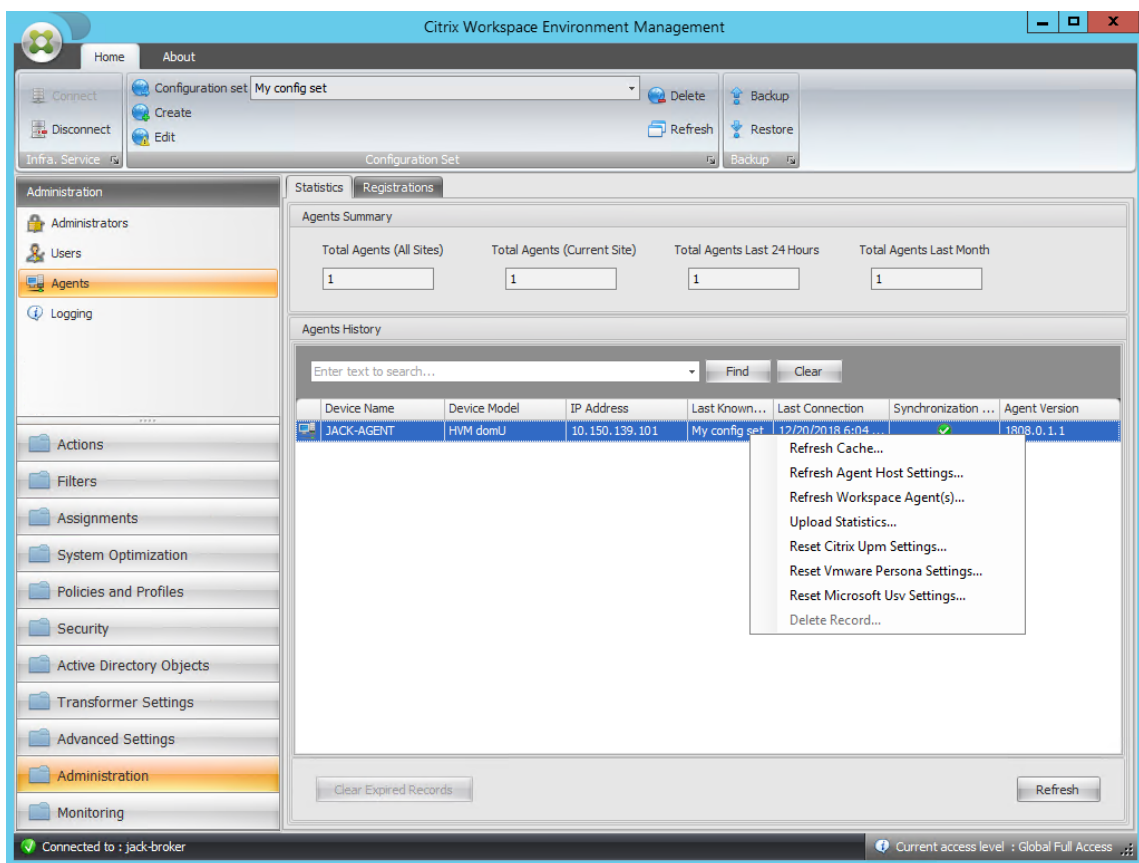 Citrix Workspace Environment Management
Home About
Connect
Disconnect
Infra. Service
Configuration set My config set
Create
Edit
Delete
Refresh
Configuration Set
Backup
Restore
Backup
Administration
Administrators
Users
Agents
Logging
Actions
Filters
Assignments
System Optimization
Policies and Profiles
Security
Active Directory Objects
Transformer Settings
Advanced Settings
Administration
Monitoring
Statistics Registrations
Agents Summary
Total Agents (All Sites) Total Agents (Current Site) Total Agents Last 24 Hours Total Agents Last Month
1 1 1 1
Agents History
Enter text to search... Find Clear
Device Name Device Model IP Address Last Known... Last Connection Synchronization ... Agent Version
JACK-AGENT HVM domU 10.150.139.101 My config set 12/20/2018 6:04 ... 1808.0.1.1
Refresh Cache...
Refresh Agent Host Settings...
Refresh Workspace Agent(s)...
Upload Statistics...
Reset Citrix Upm Settings...
Reset Vmware Persona Settings...
Reset Microsoft Usv Settings...
Delete Record...
Clear Expired Records Refresh
Connected to : jack-broker Current access level : Global Full Access